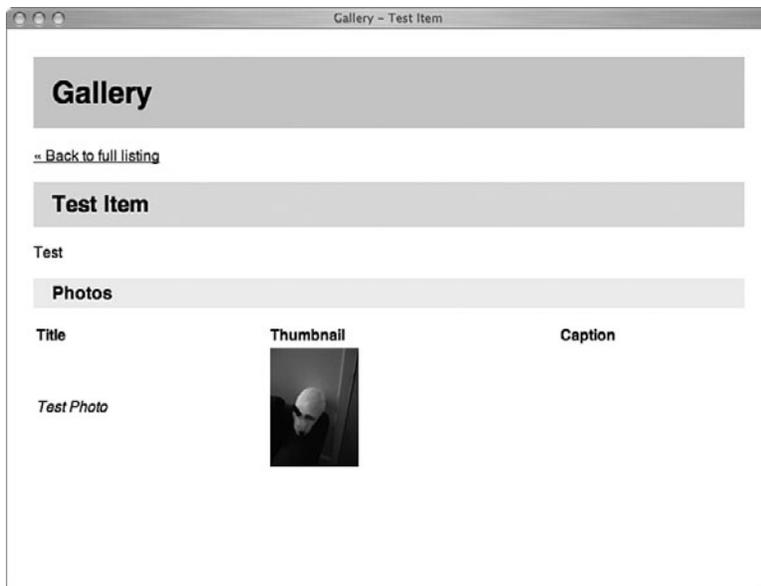 Gallery – Test Item
Gallery
« Back to full listing
Test Item
Test
Photos
Title Thumbnail Caption
Test Photo